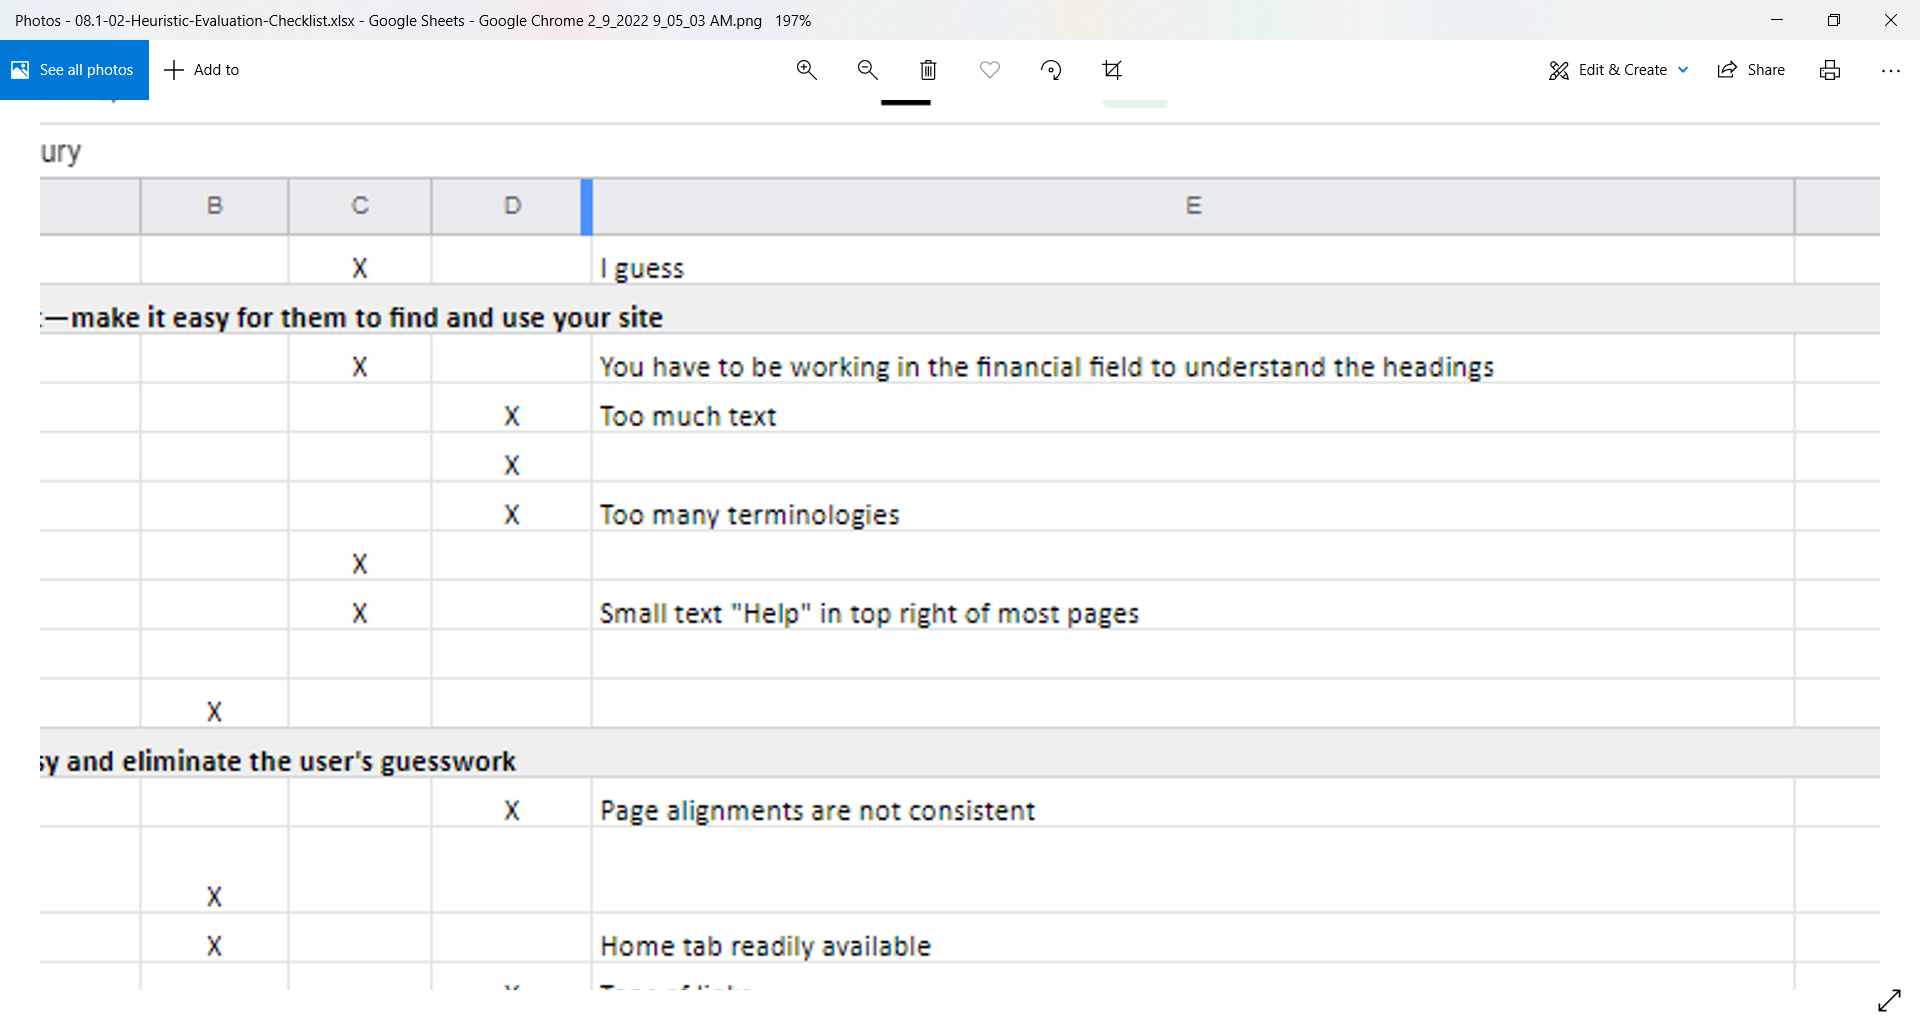 Photos - 08.1-02-Heuristic-Evaluation-Checklist.xlsx - Google Sheets - Google Chrome 2_9_2022 9_05_03 AM.png 197%
See all photos Add to Edit & Create Share
ury
B C D E
X I guess
—make it easy for them to find and use your site
X You have to be working in the financial field to understand the headings
X Too much text
X
X Too many terminologies
X
X Small text "Help" in top right of most pages
X
sy and eliminate the user's guesswork
X Page alignments are not consistent
X
X Home tab readily available